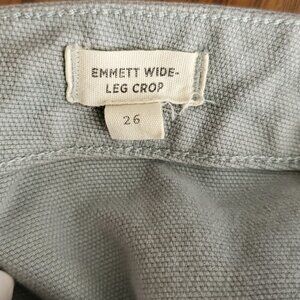 EMMETT WIDE-
LEG CROP
26